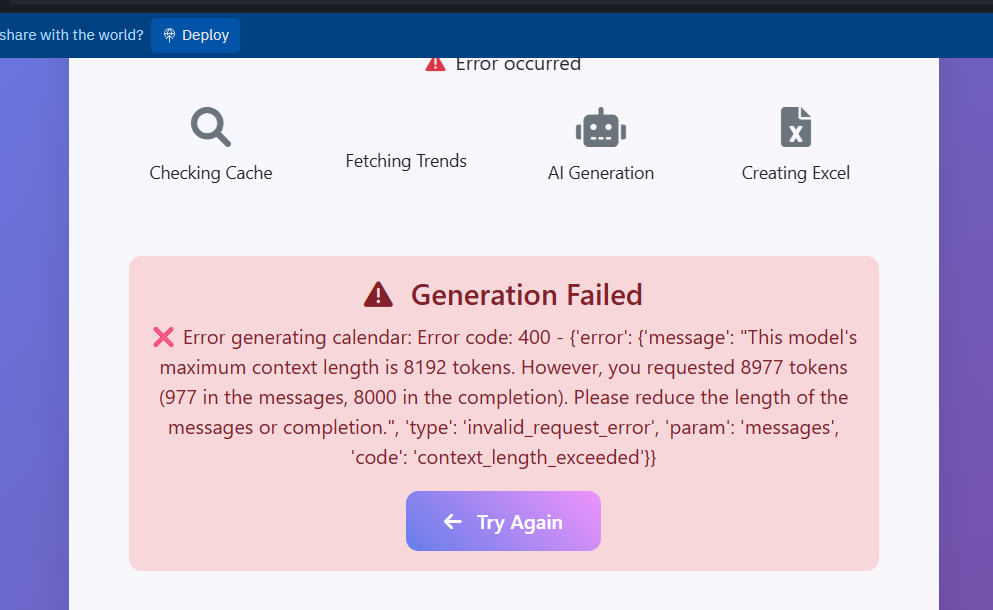 share with the world? Deploy
Error occurred
Checking Cache
Fetching Trends
AI Generation
Creating Excel
Generation Failed
❌ Error generating calendar: Error code: 400 - {'error': {'message': "This model's
maximum context length is 8192 tokens. However, you requested 8977 tokens
(977 in the messages, 8000 in the completion). Please reduce the length of the
messages or completion.", 'type': 'invalid_request_error', 'param': 'messages',
'code': 'context_length_exceeded'}}
Try Again